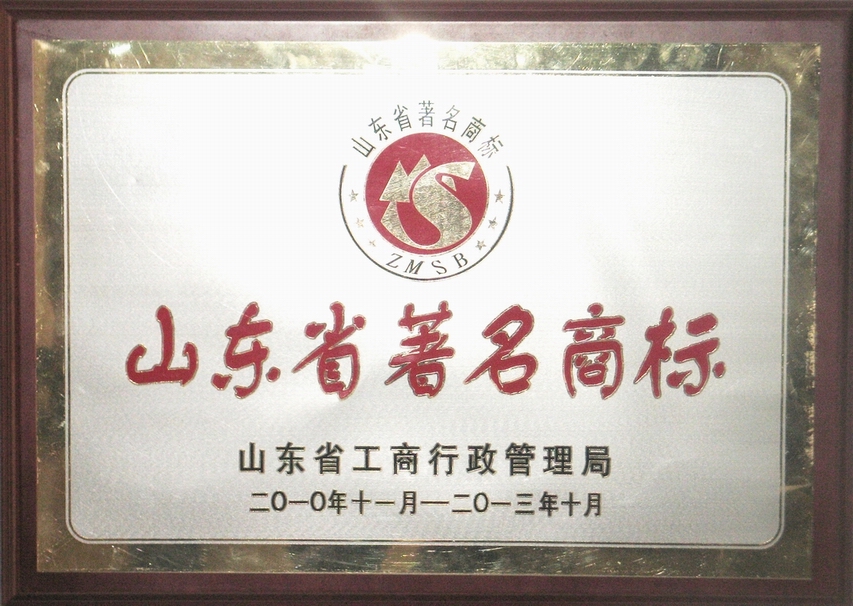 山东省著名商标
ZMSB
山东省著名商标
山东省工商行政管理局
二〇一〇年十一月—二〇一三年十月